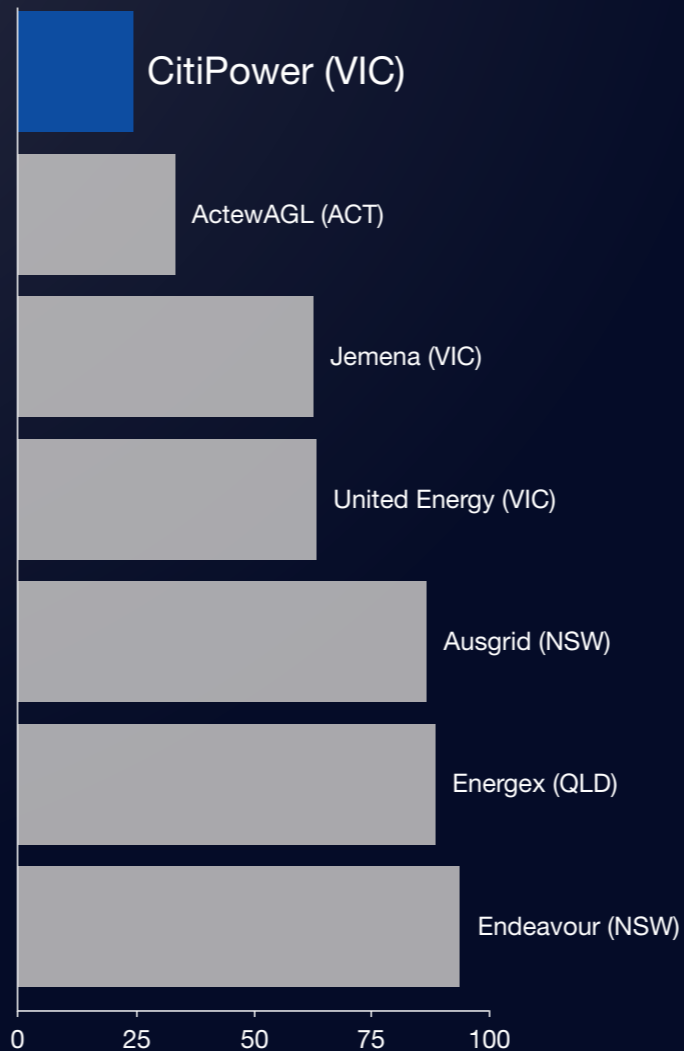 CitiPower (VIC)
ActewAGL (ACT)
Jemena (VIC)
United Energy (VIC)
Ausgrid (NSW)
Energex (QLD)
Endeavour (NSW)
0 25 50 75 100